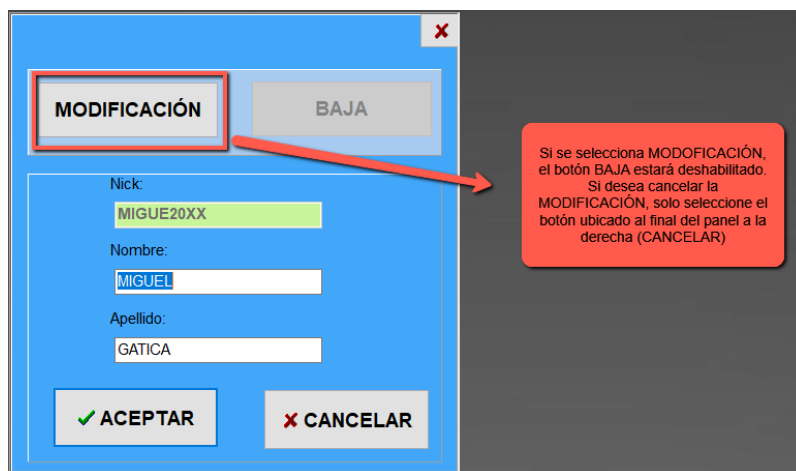 MODIFICACIÓN
BAJA
Nick:
MIGUE20XX
Nombre:
MIGUEL
Apellido:
GATICA
ACEPTAR
CANCELAR
Si se selecciona MODOFICACIÓN,
el botón BAJA estará deshabilitado.
Si desea cancelar la
MODIFICACIÓN, solo seleccione el
botón ubicado al final del panel a la
derecha (CANCELAR)